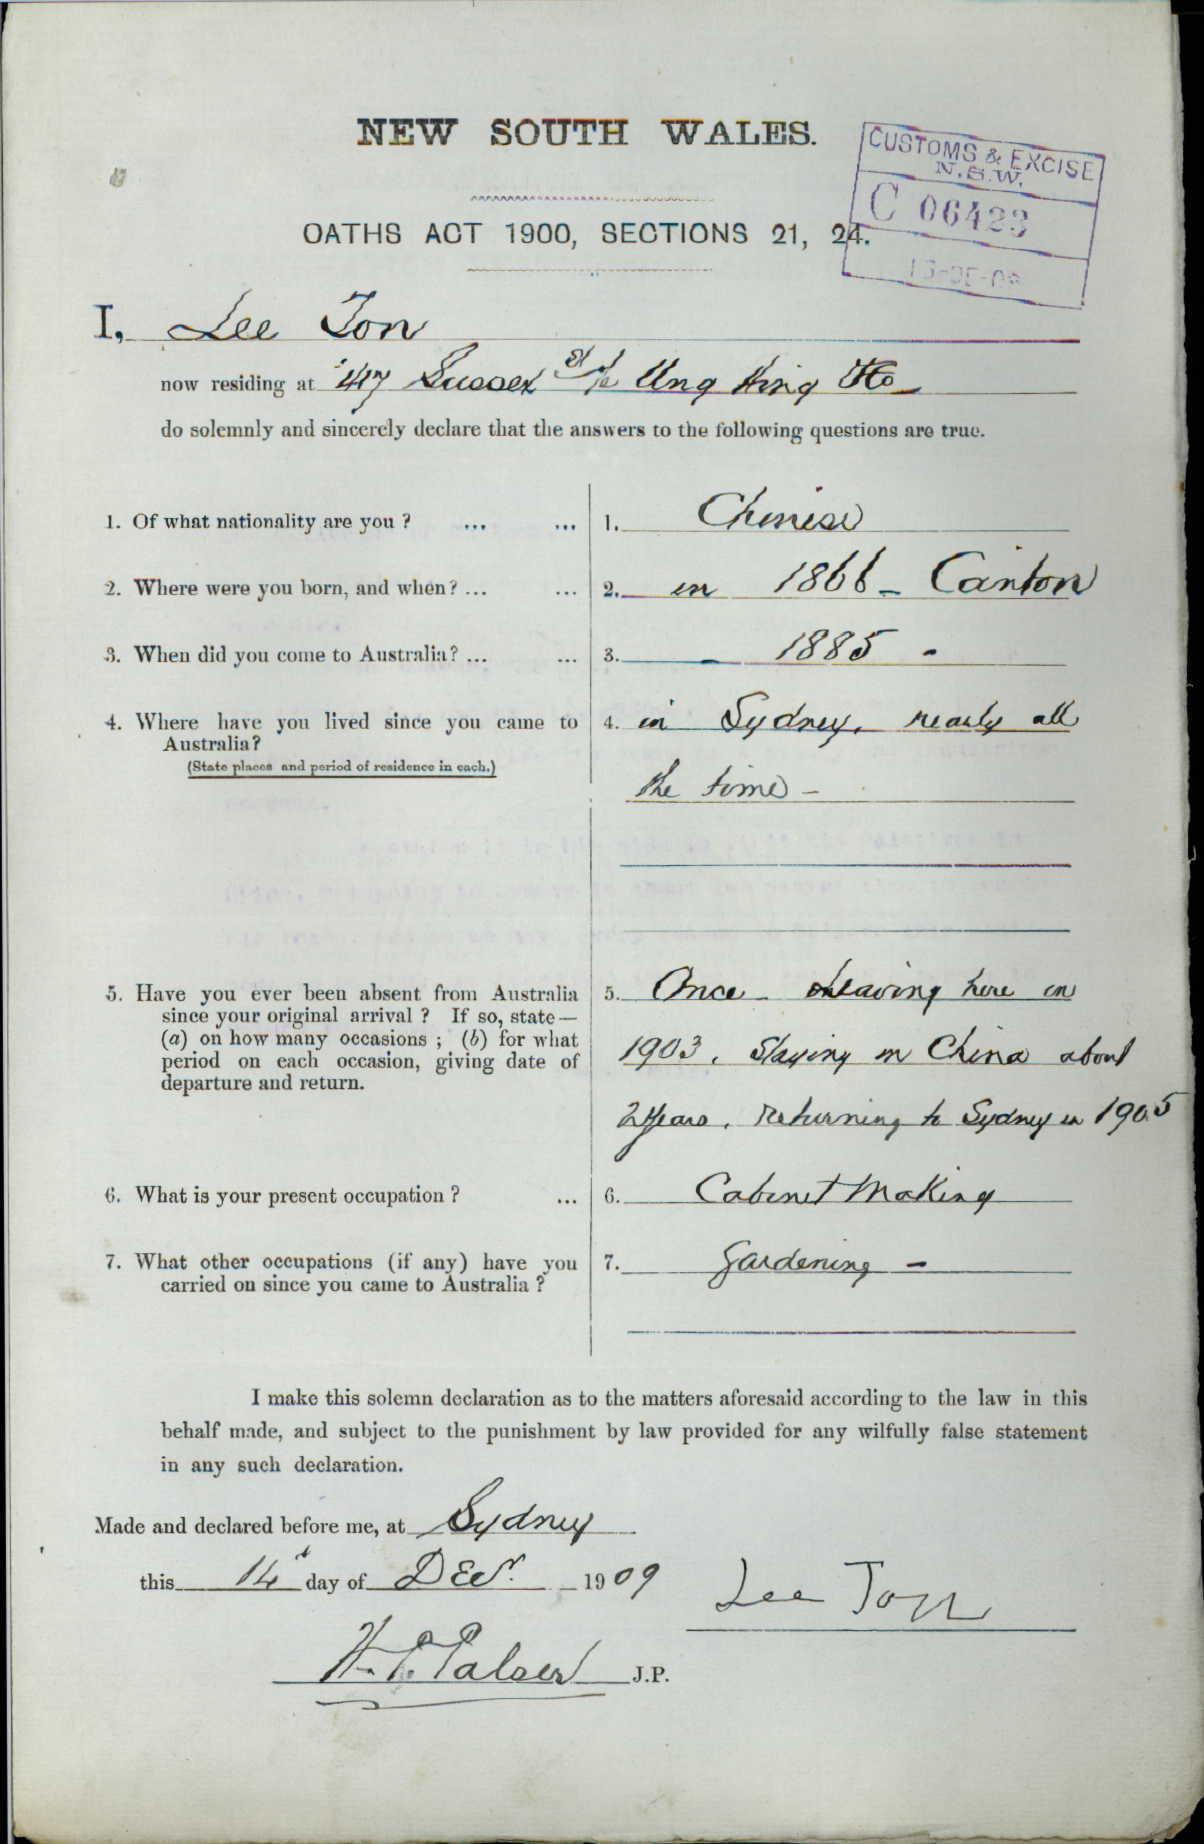 NEW SOUTH WALES.
CUSTOMS & EXCISE
N.S.W.
C 06423
OATHS ACT 1900, SECTIONS 21, 24.
I, Lee Ton
now residing at 417 Sussex St c/o Ung King Ho
do solemnly and sincerely declare that the answers to the following questions are true.
1. Of what nationality are you ? ... ... 1. Chinese
2. Where were you born, and when? ... ... 2. in 1866 - Canton
3. When did you come to Australia? ... ... 3. - 1885 -
4. Where have you lived since you came to 4. in Sydney, nearly all
Australia?
(State places and period of residence in each.)
the time -
5. Have you ever been absent from Australia 5. Once - leaving here in
since your original arrival ? If so, state—
(a) on how many occasions ; (b) for what 1903, Staying in China about
period on each occasion, giving date of
departure and return.
2 Years, Returning to Sydney in 1905
6. What is your present occupation ? ... 6. Cabinet Making
7. What other occupations (if any) have you 7. Gardening -
carried on since you came to Australia ?
I make this solemn declaration as to the matters aforesaid according to the law in this
behalf made, and subject to the punishment by law provided for any wilfully false statement
in any such declaration.
Made and declared before me, at Sydney
this 14th day of Decr. 1909
Lee Ton
J.P.